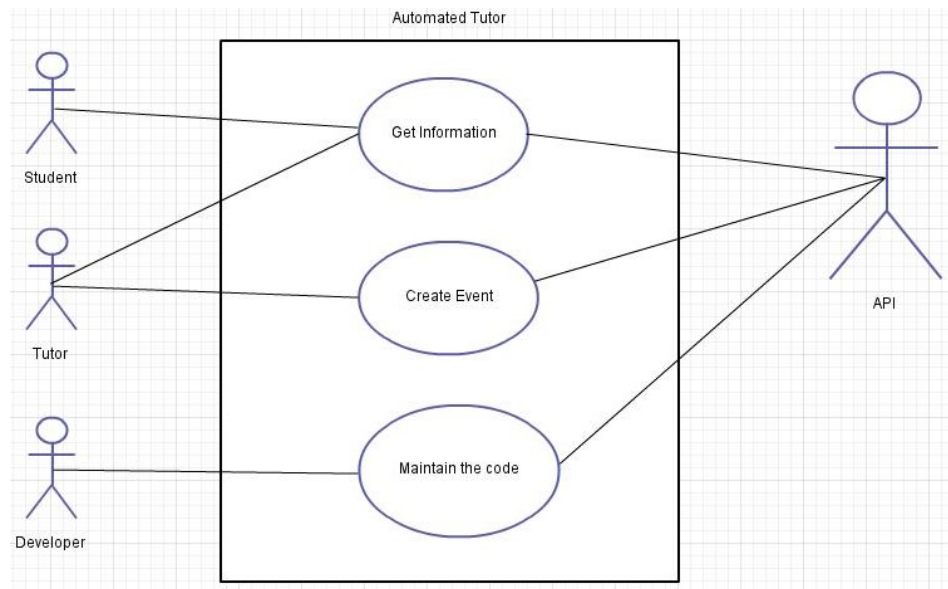 Automated Tutor
Student
Get Information
Tutor
Create Event
API
Developer
Maintain the code